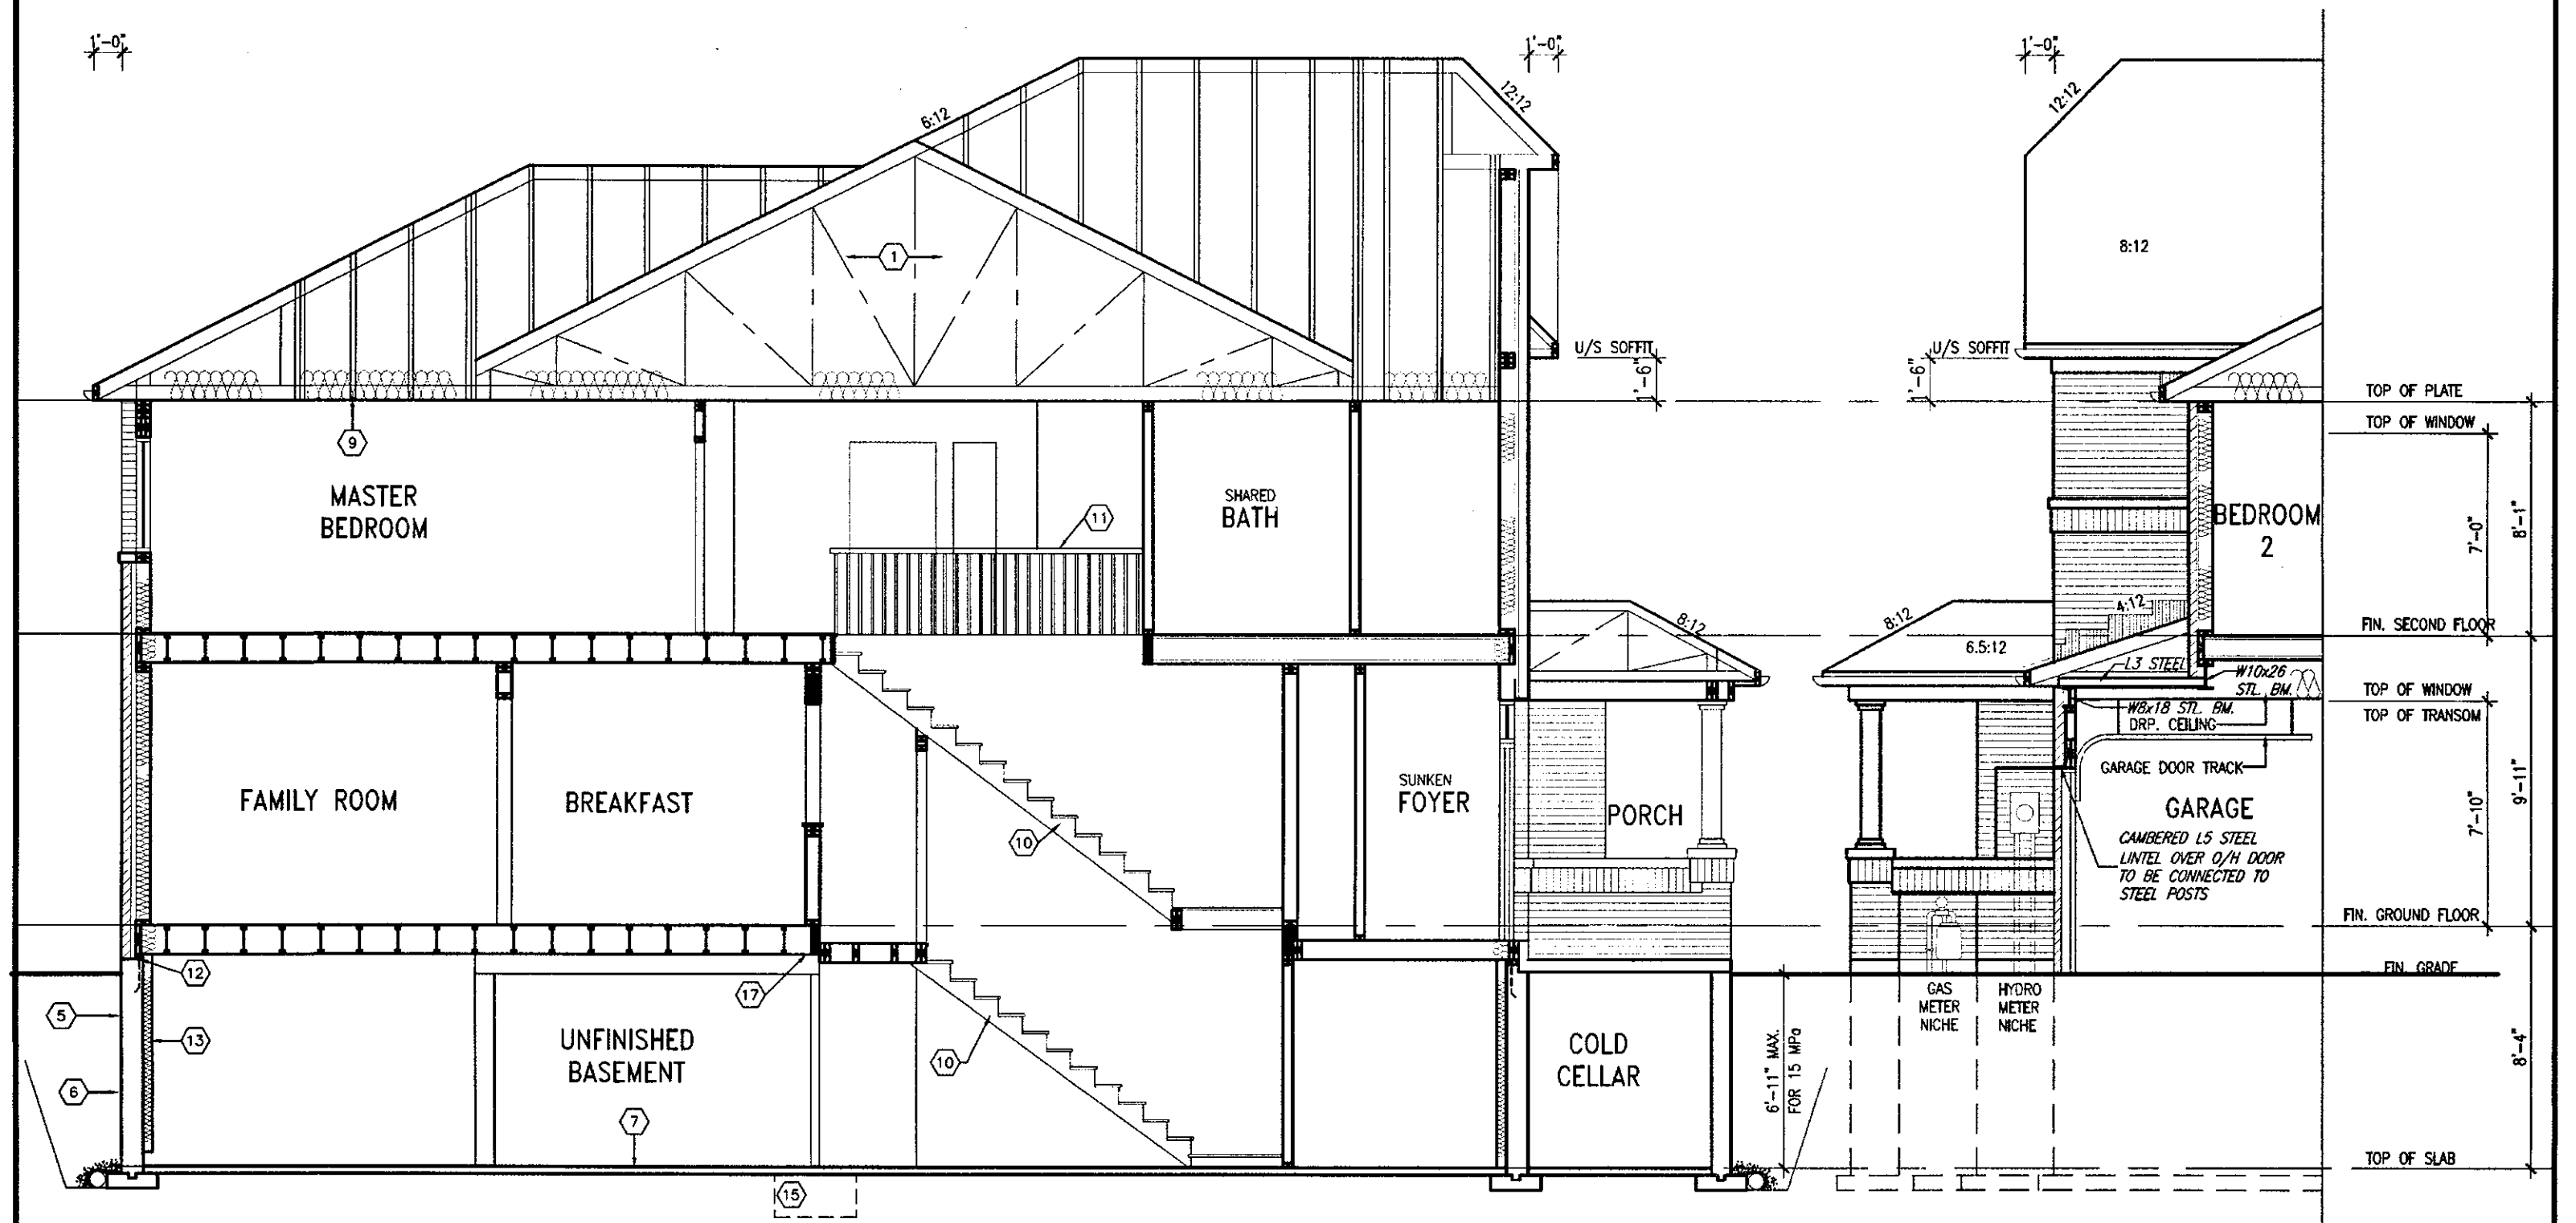 1'-0"
1'-0"
1'-0"
6:12
12:12
12:12
8:12
1
U/S SOFFIT
1'-6"
U/S SOFFIT
1'-6"
TOP OF PLATE
TOP OF WINDOW
9
MASTER
BEDROOM
11
SHARED
BATH
BEDROOM
2
7'-0"
8'-1"
8:12
8:12
6.5:12
4:12
FIN. SECOND FLOOR
L3 STEEL
W10x26
STL. BM.
TOP OF WINDOW
TOP OF TRANSOM
W8x18 STL. BM.
DRP. CEILING
GARAGE DOOR TRACK
FAMILY ROOM
BREAKFAST
10
SUNKEN
FOYER
PORCH
GARAGE
CAMBERED L5 STEEL
LINTEL OVER O/H DOOR
TO BE CONNECTED TO
STEEL POSTS
7'-10"
9'-11"
FIN. GROUND FLOOR
12
17
FIN. GRADE
GAS
METER
NICHE
HYDRO
METER
NICHE
5
13
6
UNFINISHED
BASEMENT
10
7
COLD
CELLAR
6'-11" MAX.
FOR 15 MPa
8'-4"
TOP OF SLAB
15